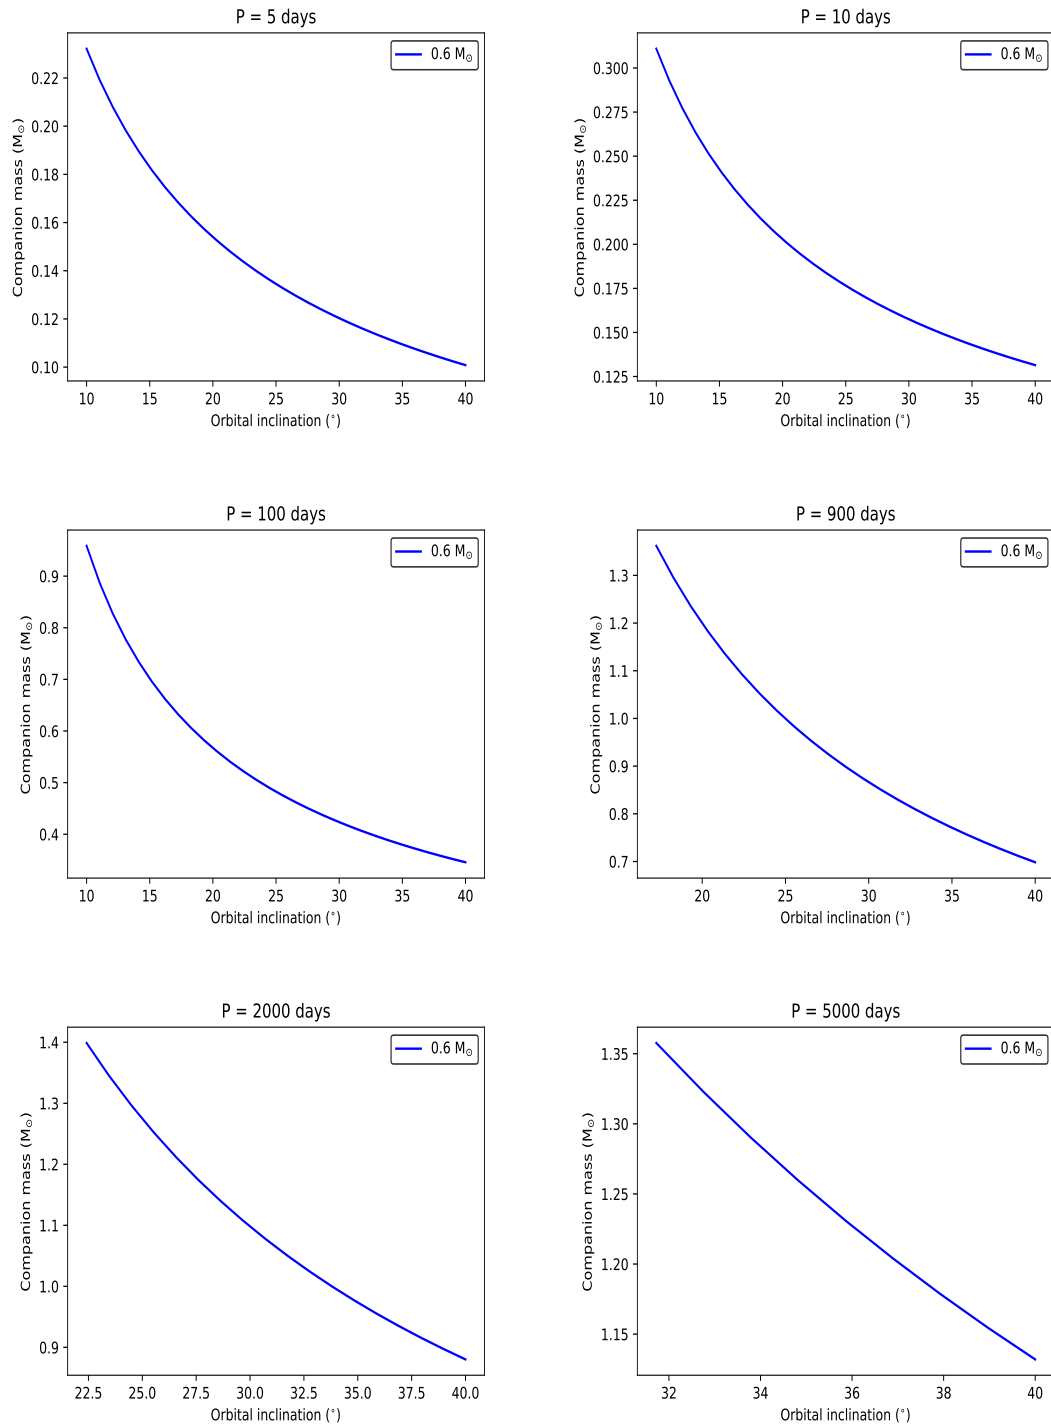 P = 5 days
0.6 M☉
Companion mass (M☉)
0.22
0.20
0.18
0.16
0.14
0.12
0.10
10 15 20 25 30 35 40
Orbital inclination (°)
P = 10 days
0.6 M☉
Companion mass (M☉)
0.300
0.275
0.250
0.225
0.200
0.175
0.150
0.125
10 15 20 25 30 35 40
Orbital inclination (°)
P = 100 days
0.6 M☉
Companion mass (M☉)
0.9
0.8
0.7
0.6
0.5
0.4
10 15 20 25 30 35 40
Orbital inclination (°)
P = 900 days
0.6 M☉
Companion mass (M☉)
1.3
1.2
1.1
1.0
0.9
0.8
0.7
20 25 30 35 40
Orbital inclination (°)
P = 2000 days
0.6 M☉
Companion mass (M☉)
1.4
1.3
1.2
1.1
1.0
0.9
22.5 25.0 27.5 30.0 32.5 35.0 37.5 40.0
Orbital inclination (°)
P = 5000 days
0.6 M☉
Companion mass (M☉)
1.35
1.30
1.25
1.20
1.15
32 34 36 38 40
Orbital inclination (°)